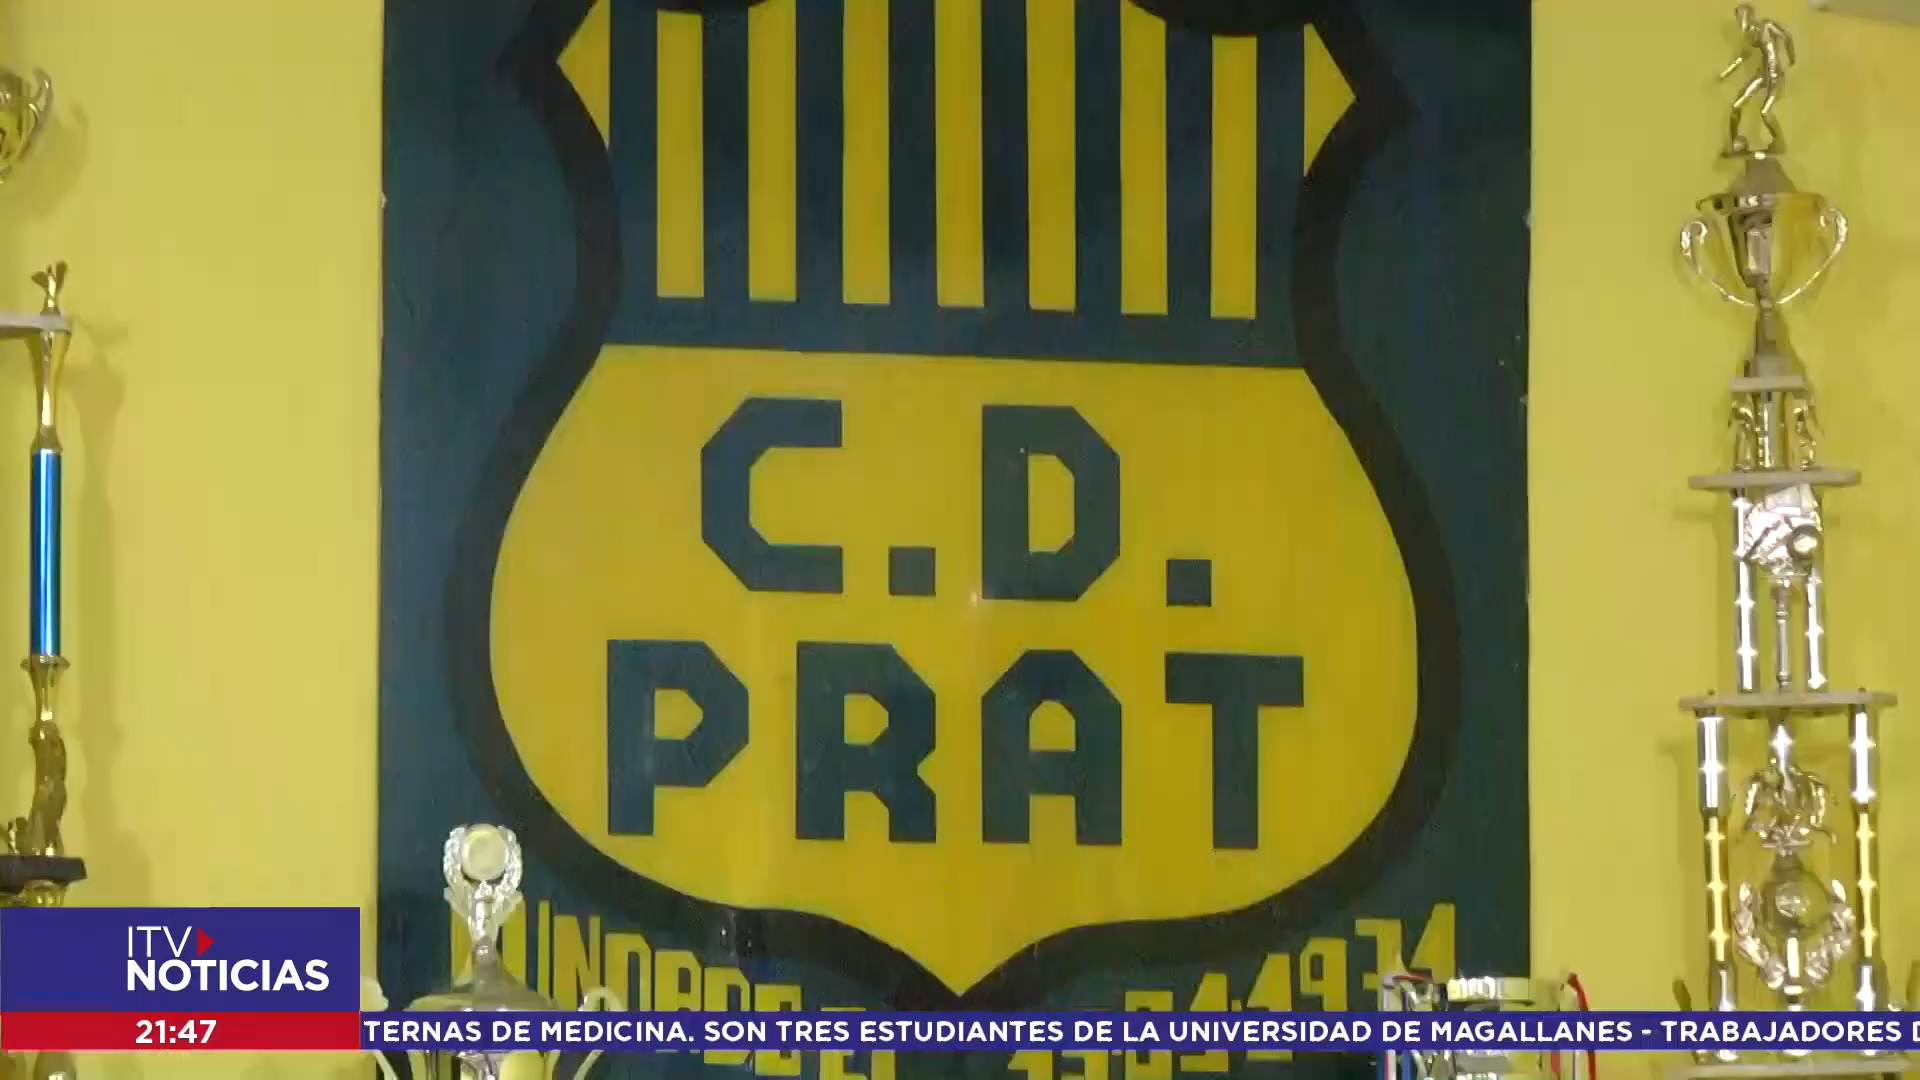 C.D.
PRAT
ITV
NOTICIAS
21:47
TERNAS DE MEDICINA. SON TRES ESTUDIANTES DE LA UNIVERSIDAD DE MAGALLANES - TRABAJADORES